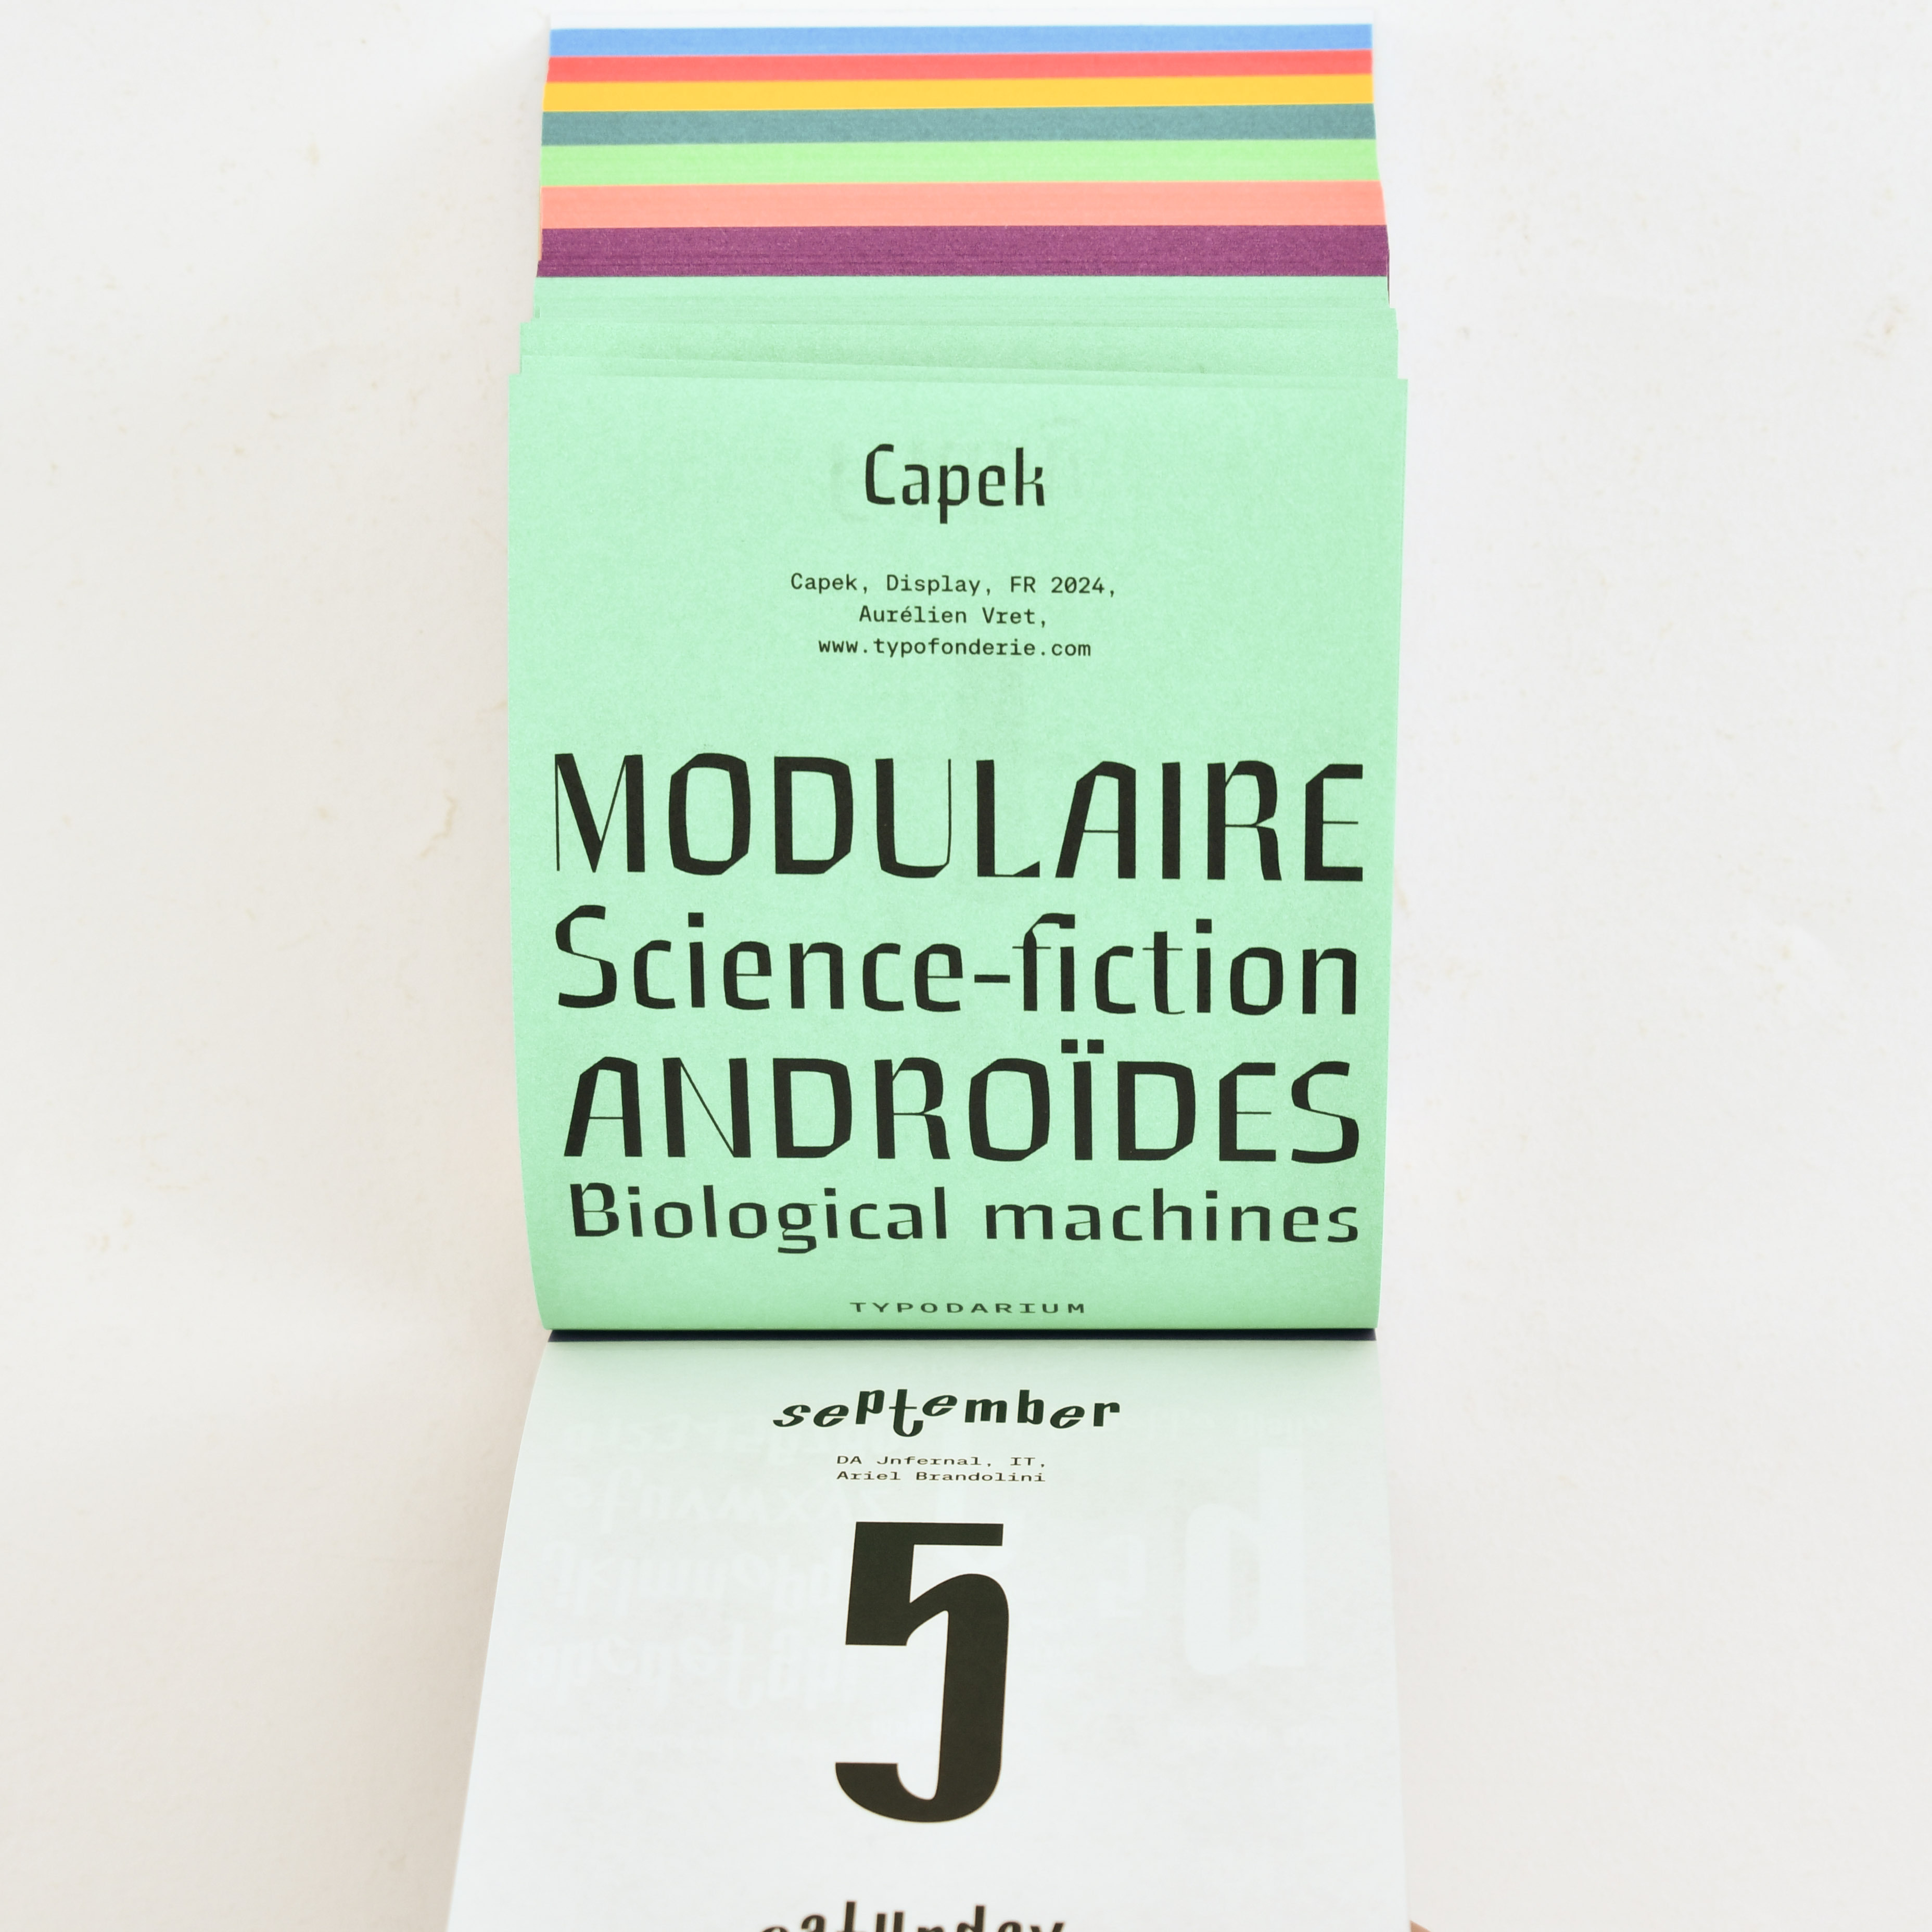 Capek
Capek, Display, FR 2024,
Aurélien Vret,
www.typofonderie.com
MODULAIRE
Science-fiction
ANDROÏDES
Biological machines
TYPODARIUM
september
DA Jnfernal, IT,
Ariel Brandolini
5
saturday